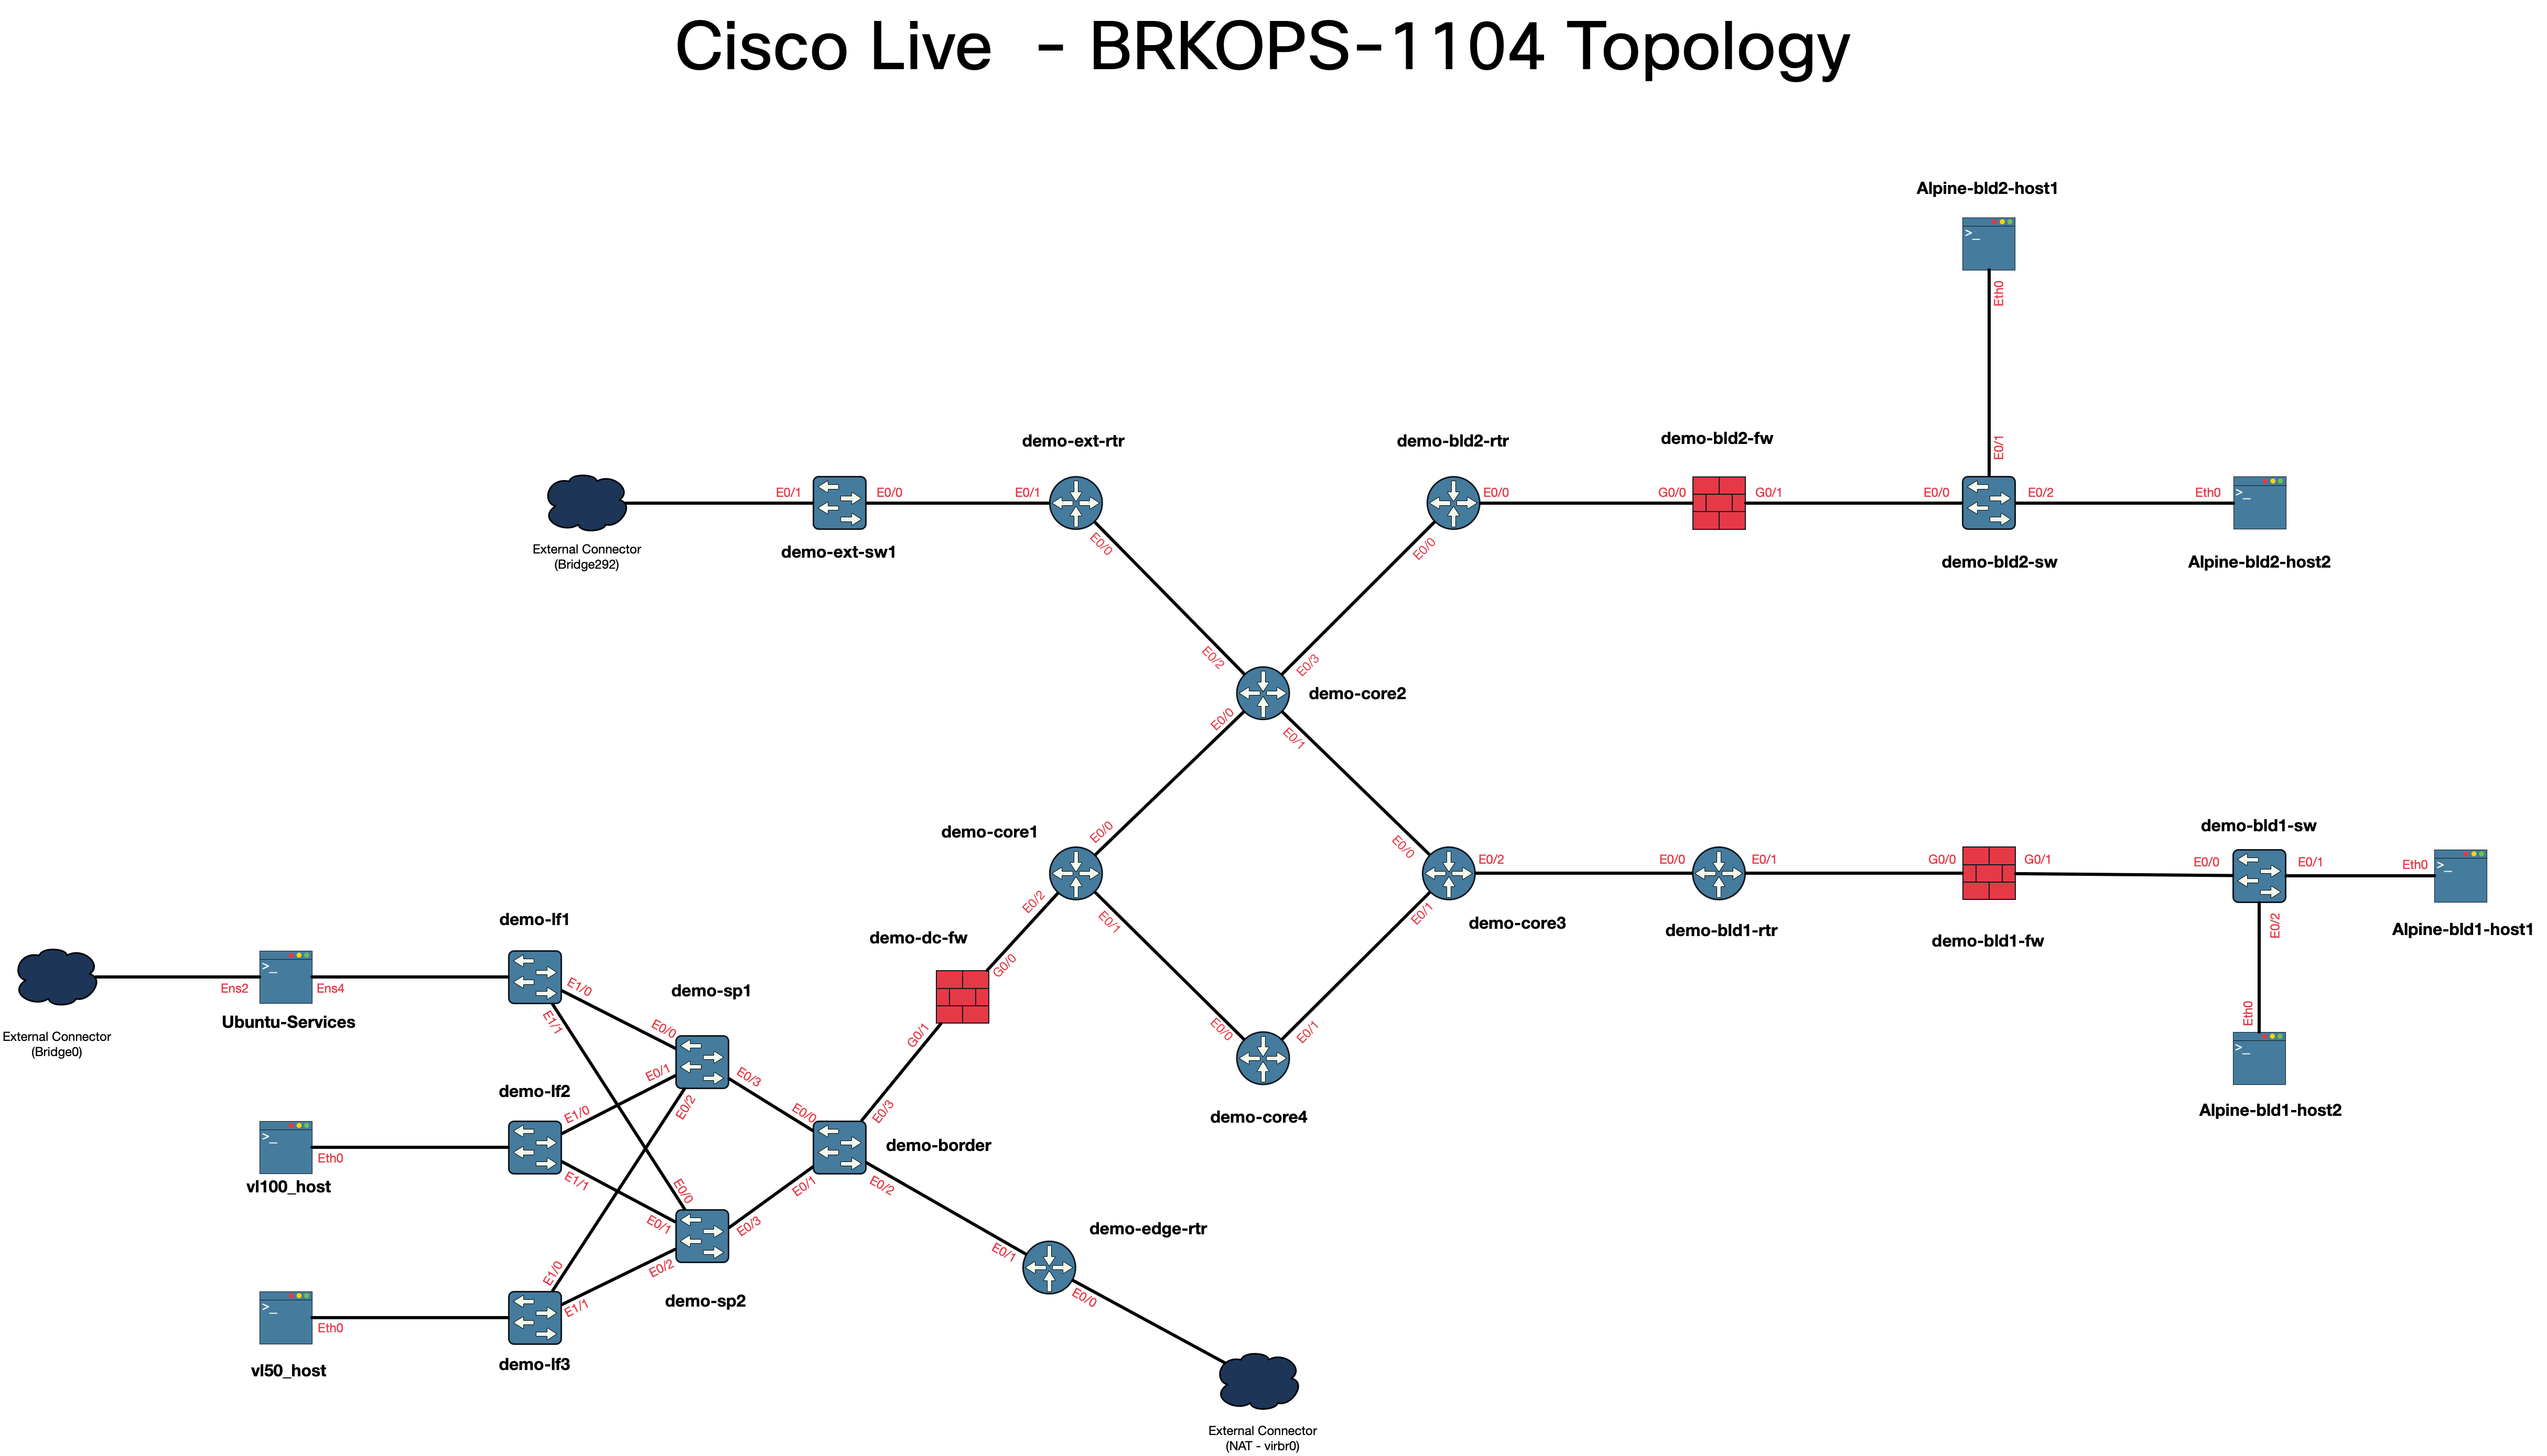 Cisco Live - BRKOPS-1104 Topology
Alpine-bld2-host1
>_
Eth0
E0/1
demo-ext-rtr
demo-bld2-rtr
demo-bld2-fw
E0/1
E0/0
E0/1
E0/0
G0/0
G0/1
E0/0
E0/2
Eth0
>_
External Connector
(Bridge292)
demo-ext-sw1
E0/0
E0/0
demo-bld2-sw
Alpine-bld2-host2
E0/2
E0/3
demo-core2
E0/0
E0/1
demo-core1
E0/0
E0/0
demo-bld1-sw
E0/2
E0/0
E0/1
G0/0
G0/1
E0/0
E0/1
Eth0
>_
E0/2
E0/1
E0/1
demo-core3
demo-bld1-rtr
demo-bld1-fw
E0/2
Alpine-bld1-host1
demo-lf1
demo-dc-fw
G0/0
>_
Ens2
Ens4
E1/0
demo-sp1
Ubuntu-Services
E1/1
E0/0
G0/1
E0/0
E0/1
Eth0
External Connector
(Bridge0)
>_
demo-lf2
E0/1
E0/3
E0/2
E0/0
E0/3
demo-core4
Alpine-bld1-host2
E1/0
>_
Eth0
demo-border
vl100_host
E1/1
E0/0
E0/1
E0/2
E0/1
E0/3
demo-edge-rtr
E0/1
E1/0
E0/2
>_
Eth0
E1/1
demo-sp2
E0/0
vl50_host
demo-lf3
External Connector
(NAT - virbr0)